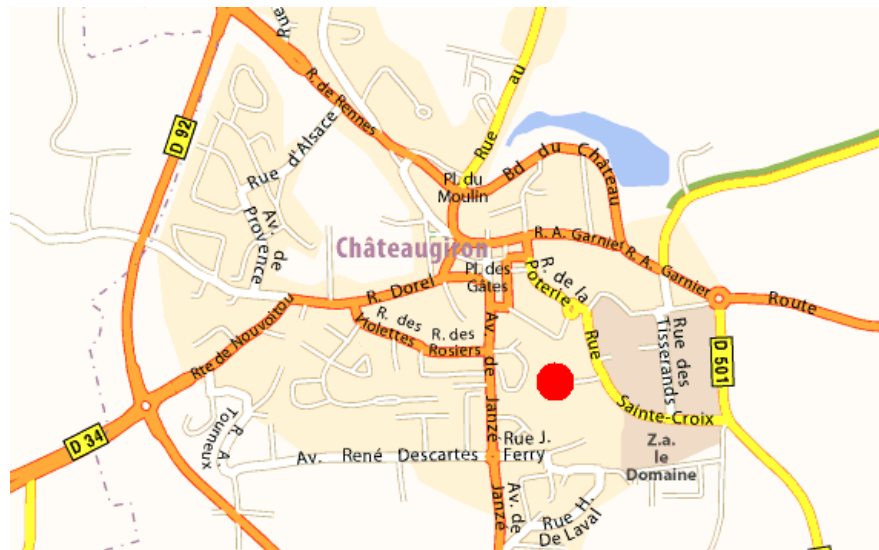 Rue
R. de Rennes
au
Rue
D 92
Rue d'Alsace
Bd du Château
Pl. du
Moulin
Av. de
Provence
Châteaugiron
R. A. Garnier
R. A. Garnier
Pl. des
Gâtes
R. de la
Poterie
R. Dorel
Route
Rte de Nouvoitou
R. des
Violettes
R. des
Rosiers
Av. de Janzé
Rue
Sainte-Croix
Rue des
Tisserands
D 501
D 34
R. A.
Tourneux
Av. René Descartes
Rue J.
Ferry
Z.a.
le
Domaine
Av. de
Janzé
Rue H.
De Laval